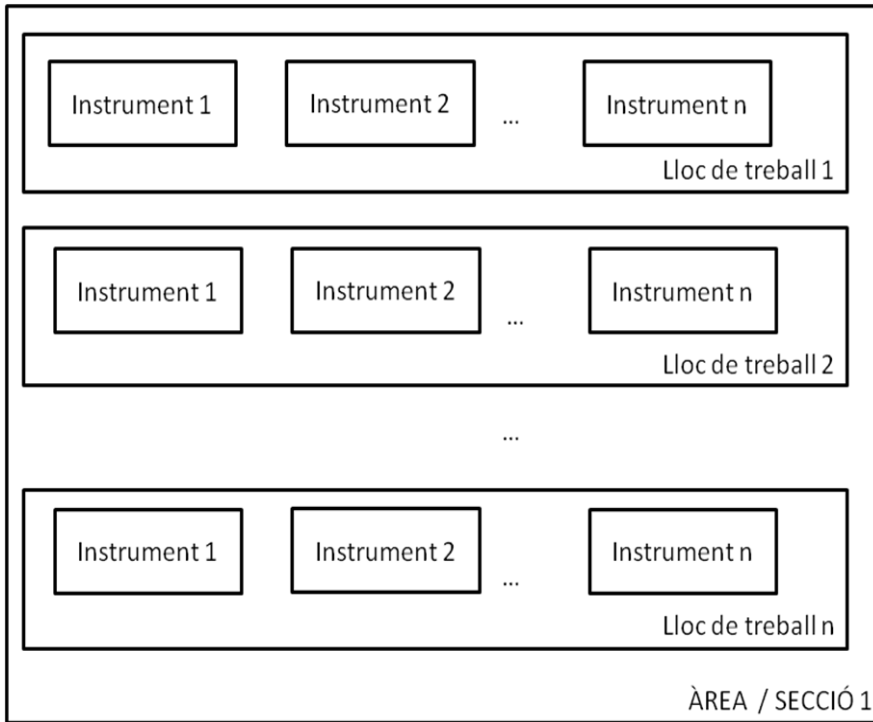 Instrument 1 Instrument 2 ... Instrument n
Lloc de treball 1
Instrument 1 Instrument 2 ... Instrument n
Lloc de treball 2
...
Instrument 1 Instrument 2 ... Instrument n
Lloc de treball n
ÀREA / SECCIÓ 1